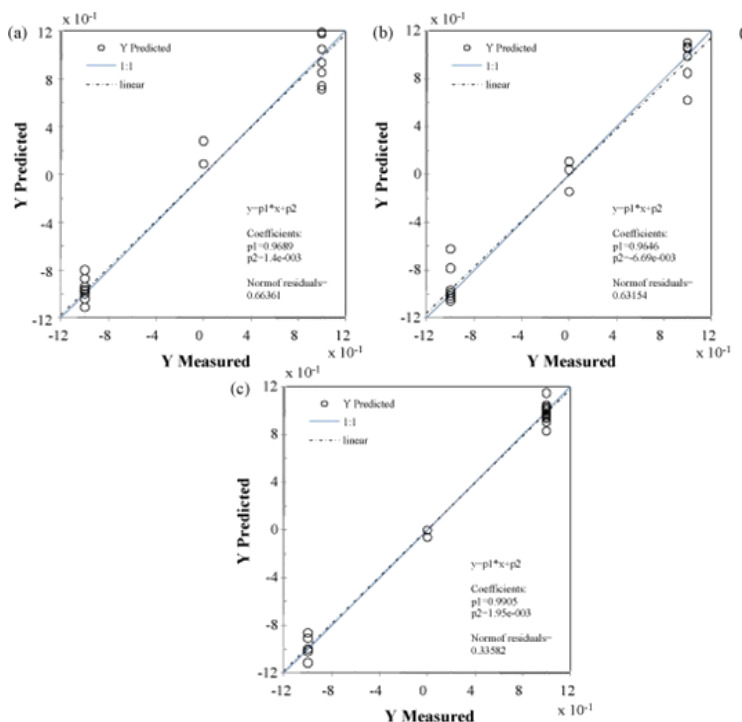 (a)
x 10⁻¹
12
8
4
0
-4
-8
-12
Y Predicted
Y Predicted
1:1
linear
y=p1*x+p2
Coefficients:
p1=0.9689
p2=1.4e-003
Normof residuals=
0.66361
-12 -8 -4 0 4 8 12
x 10⁻¹
Y Measured
(b)
x 10⁻¹
12
8
4
0
-4
-8
-12
Y Predicted
Y Predicted
1:1
linear
y=p1*x+p2
Coefficients:
p1=0.9646
p2=-6.69e-003
Normof residuals=
0.63154
-12 -8 -4 0 4 8 12
x 10⁻¹
Y Measured
(
(c)
x 10⁻¹
12
8
4
0
-4
-8
-12
Y Predicted
Y Predicted
1:1
linear
y=p1*x+p2
Coefficients:
p1=0.9905
p2=1.95e-003
Normof residuals=
0.33582
-12 -8 -4 0 4 8 12
x 10⁻¹
Y Measured